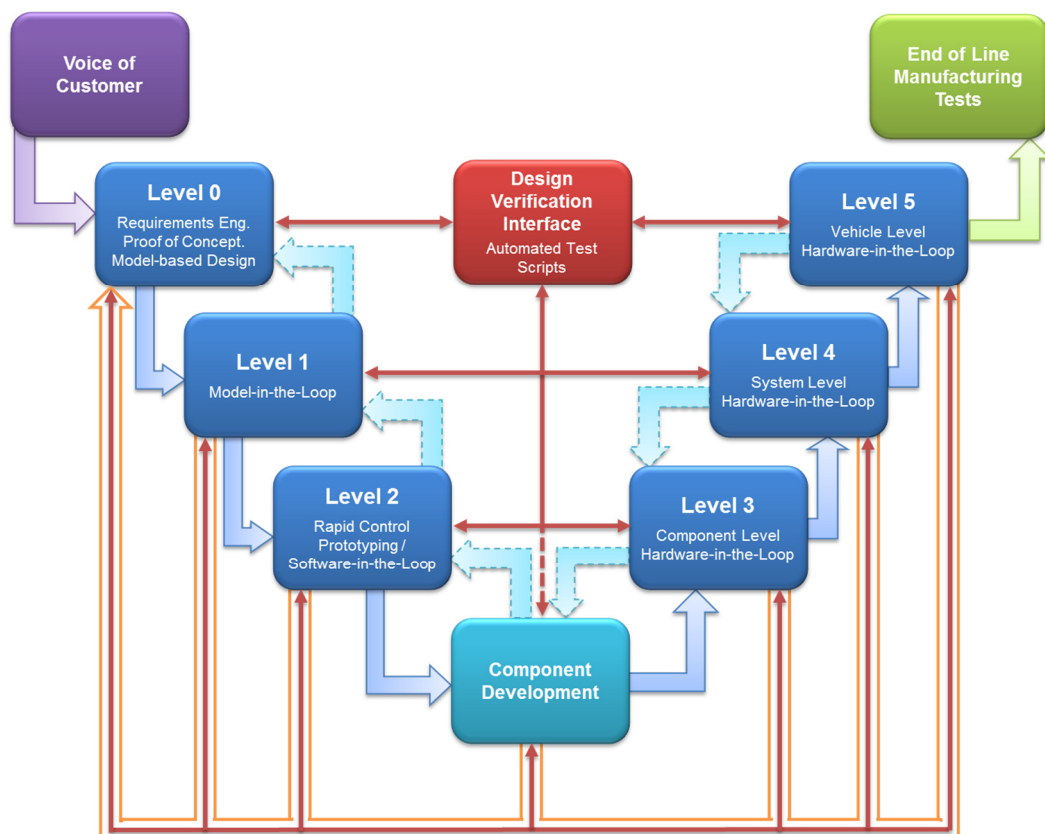 Voice of
Customer
End of Line
Manufacturing
Tests
Level 0
Requirements Eng.
Proof of Concept.
Model-based Design
Design
Verification
Interface
Automated Test
Scripts
Level 5
Vehicle Level
Hardware-in-the-Loop
Level 1
Model-in-the-Loop
Level 4
System Level
Hardware-in-the-Loop
Level 2
Rapid Control
Prototyping /
Software-in-the-Loop
Level 3
Component Level
Hardware-in-the-Loop
Component
Development